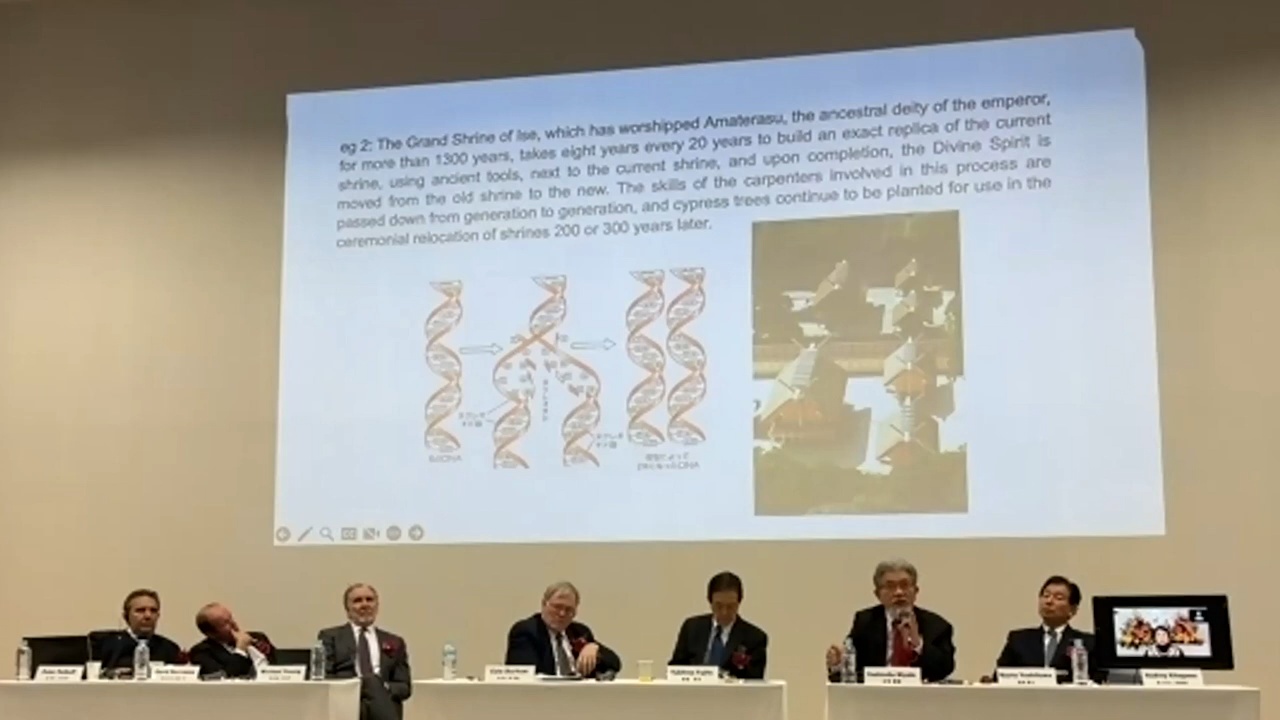 eg 2: The Grand Shrine of Ise, which has worshipped Amaterasu, the ancestral deity of the emperor,
for more than 1300 years, takes eight years every 20 years to build an exact replica of the current
shrine, using ancient tools, next to the current shrine, and upon completion, the Divine Spirit is
moved from the old shrine to the new. The skills of the carpenters involved in this process are
passed down from generation to generation, and cypress trees continue to be planted for use in the
ceremonial relocation of shrines 200 or 300 years later.